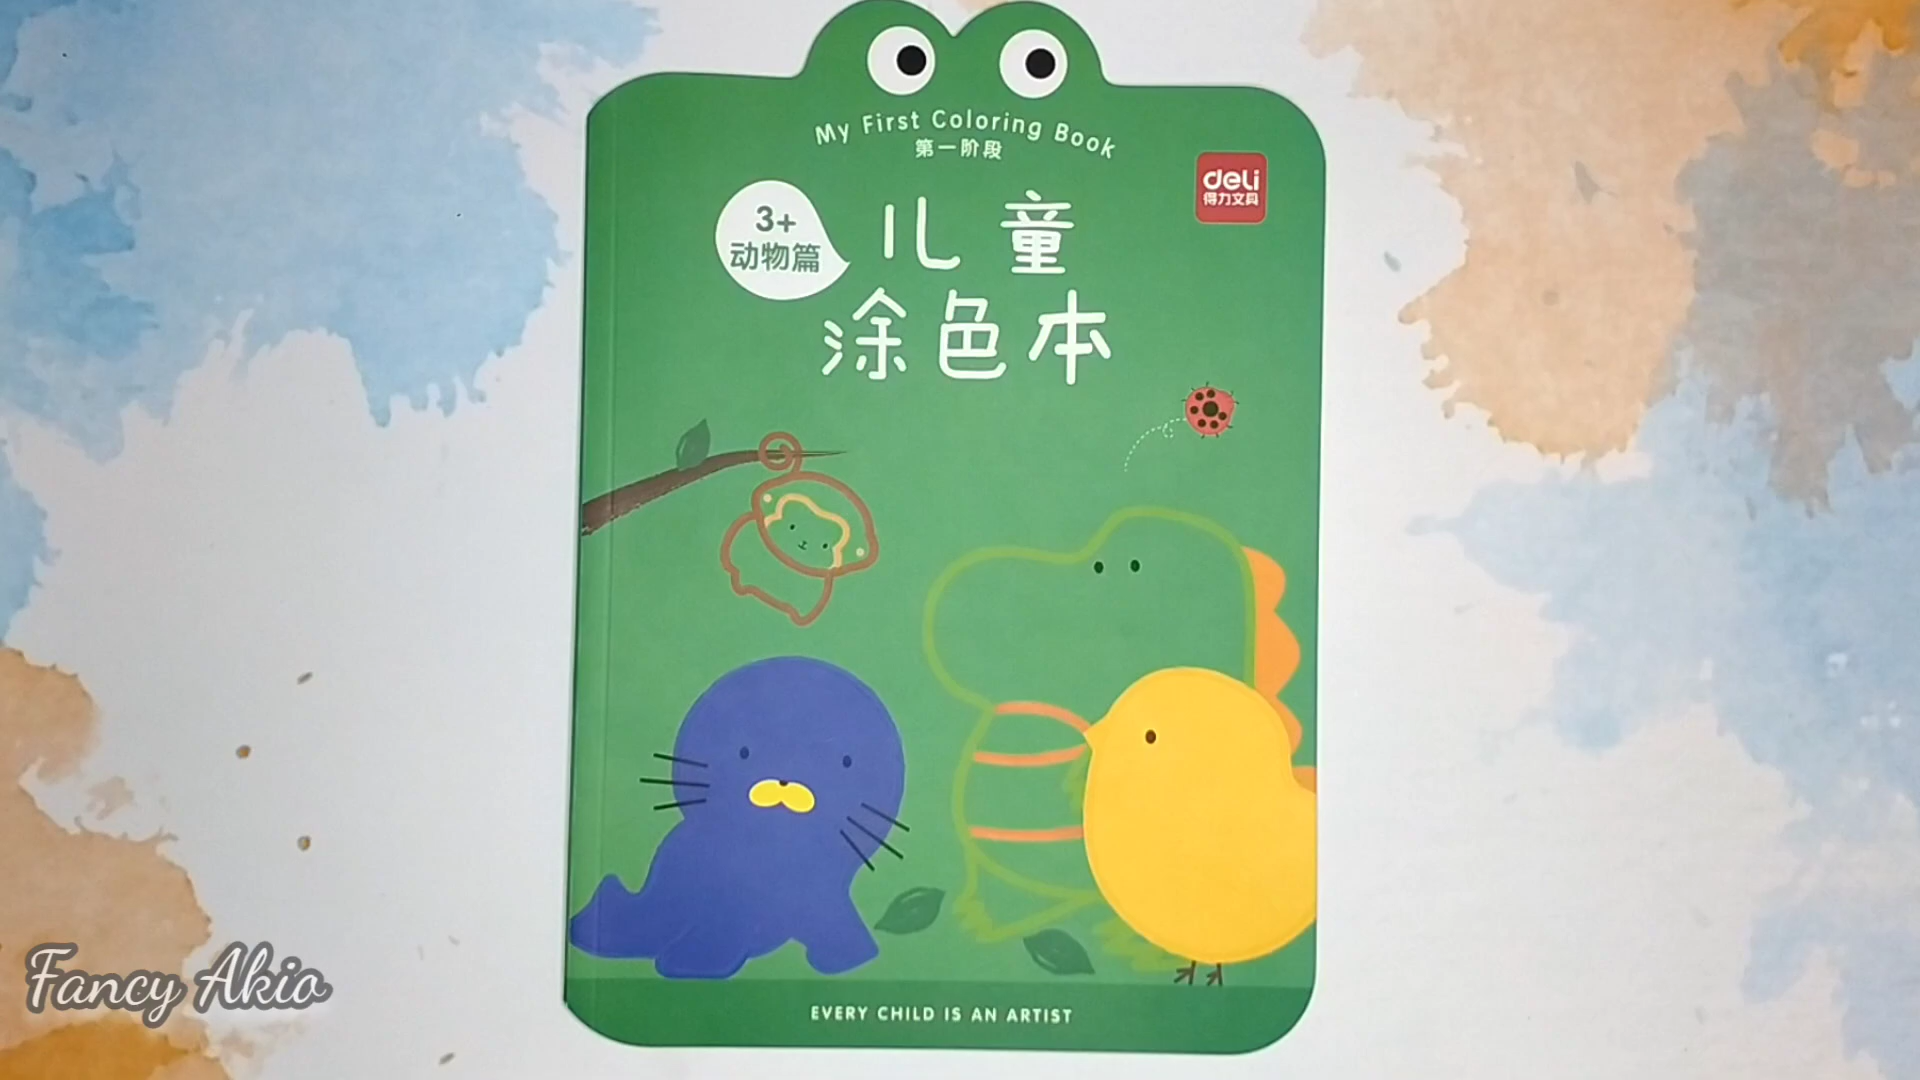 My First Coloring Book
第一阶段
deli
得力文具
3+
动物篇
儿童
涂色本
EVERY CHILD IS AN ARTIST
Fancy Akio